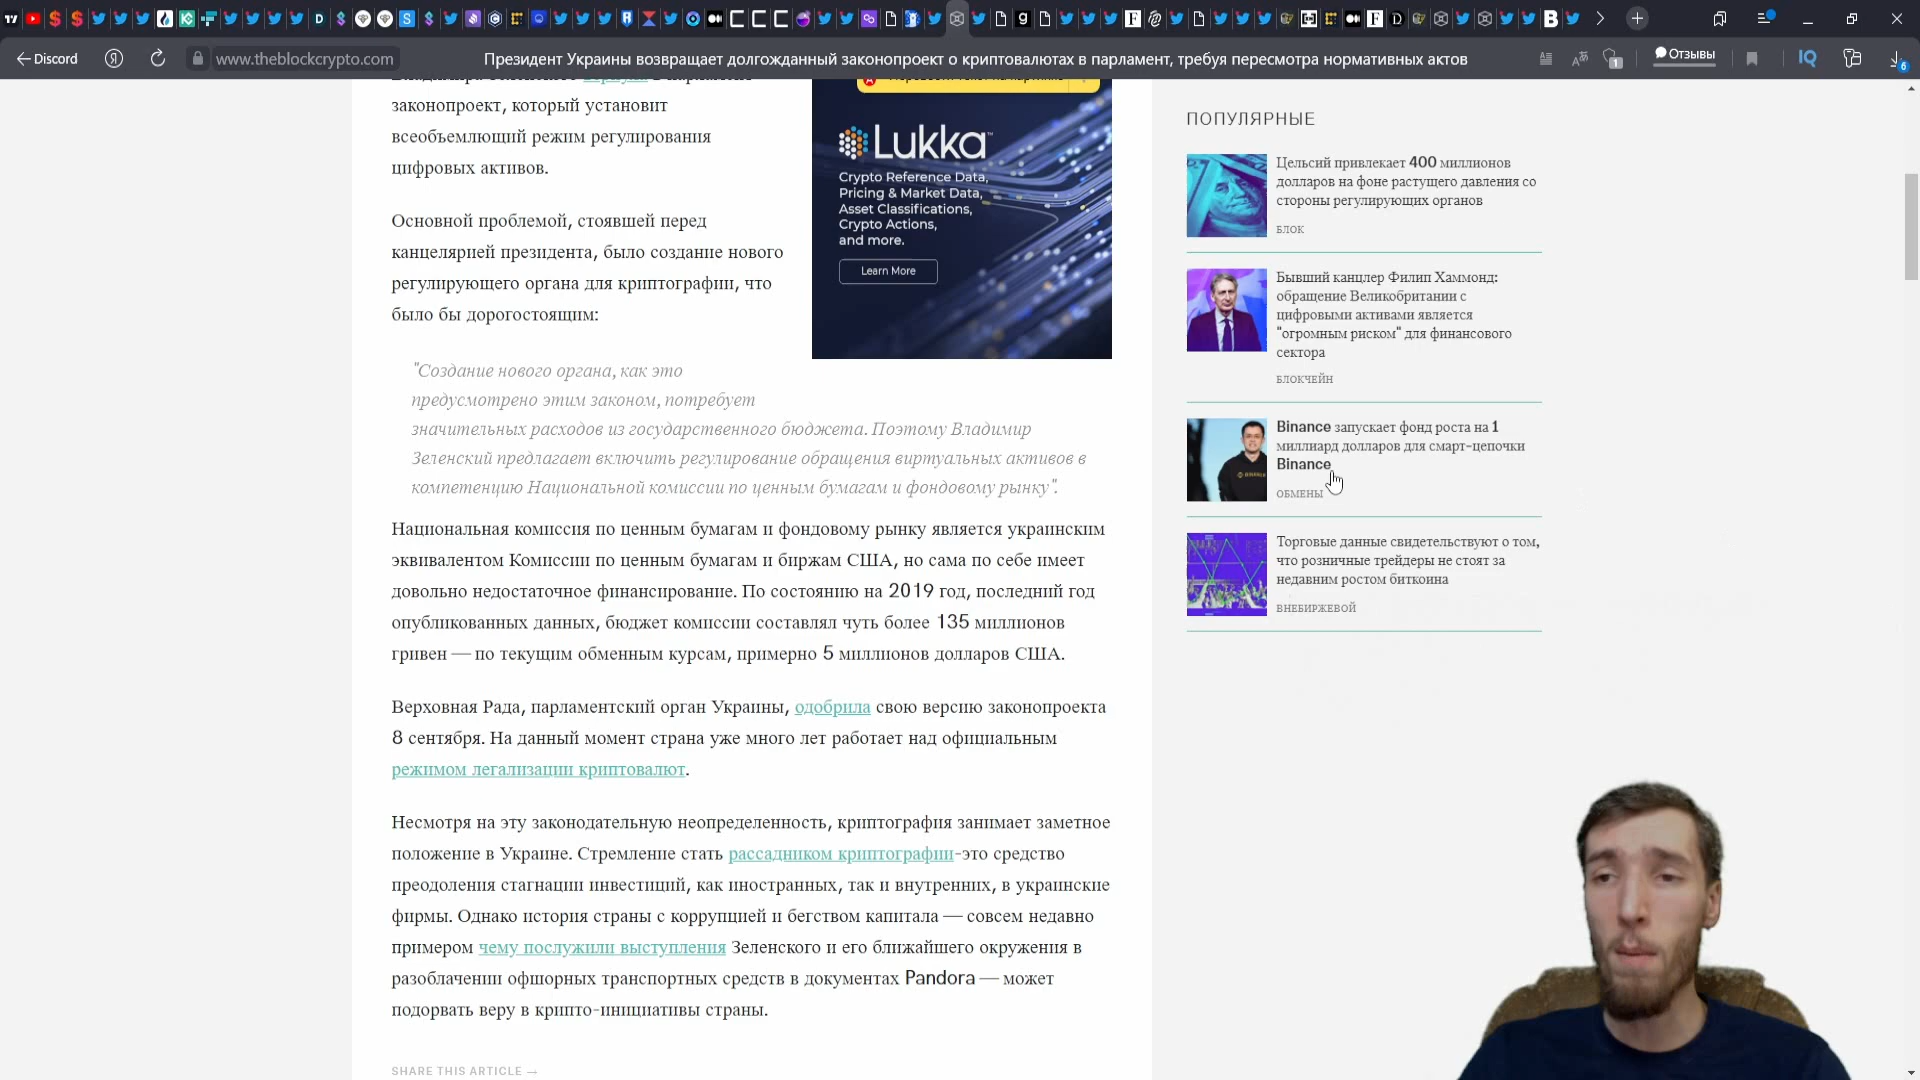 Discord
www.theblockcrypto.com
Президент Украины возвращает долгожданный законопроект о криптовалютах в парламент, требуя пересмотра нормативных актов
Отзывы
законопроект, который установит
всеобъемлющий режим регулирования
цифровых активов.
Основной проблемой, стоявшей перед
канцелярией президента, было создание нового
регулирующего органа для криптографии, что
было бы дорогостоящим:
"Создание нового органа, как это
предусмотрено этим законом, потребует
значительных расходов из государственного бюджета. Поэтому Владимир
Зеленский предлагает включить регулирование обращения виртуальных активов в
компетенцию Национальной комиссии по ценным бумагам и фондовому рынку".
Национальная комиссия по ценным бумагам и фондовому рынку является украинским
эквивалентом Комиссии по ценным бумагам и биржам США, но сама по себе имеет
довольно недостаточное финансирование. По состоянию на 2019 год, последний год
опубликованных данных, бюджет комиссии составлял чуть более 135 миллионов
гривен — по текущим обменным курсам, примерно 5 миллионов долларов США.
Верховная Рада, парламентский орган Украины, одобрила свою версию законопроекта
8 сентября. На данный момент страна уже много лет работает над официальным
режимом легализации криптовалют.
Несмотря на эту законодательную неопределенность, криптография занимает заметное
положение в Украине. Стремление стать рассадником криптографии-это средство
преодоления стагнации инвестиций, как иностранных, так и внутренних, в украинские
фирмы. Однако история страны с коррупцией и бегством капитала — совсем недавно
примером чему послужили выступления Зеленского и его ближайшего окружения в
разоблачении офшорных транспортных средств в документах Pandora — может
подорвать веру в крипто-инициативы страны.
SHARE THIS ARTICLE →
Lukka™
Crypto Reference Data,
Pricing & Market Data,
Asset Classifications,
Crypto Actions,
and more.
Learn More
ПОПУЛЯРНЫЕ
Цельсий привлекает 400 миллионов
долларов на фоне растущего давления со
стороны регулирующих органов
БЛОК
Бывший канцлер Филип Хаммонд:
обращение Великобритании с
цифровыми активами является
"огромным риском" для финансового
сектора
БЛОКЧЕЙН
Binance запускает фонд роста на 1
миллиард долларов для смарт-цепочки
Binance
ОБМЕНЫ
Торговые данные свидетельствуют о том,
что розничные трейдеры не стоят за
недавним ростом биткоина
ВНЕБИРЖЕВОЙ